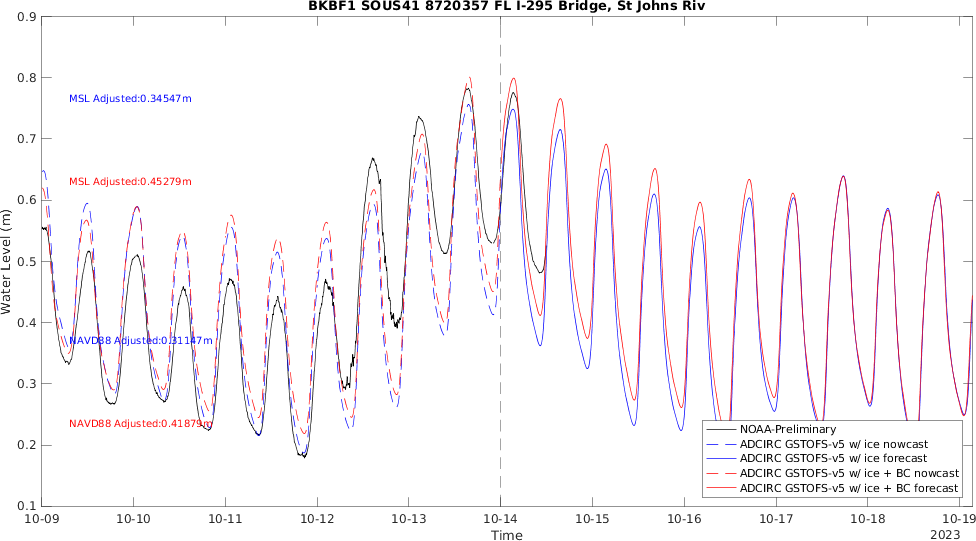 BKBF1 SOUS41 8720357 FL I-295 Bridge, St Johns Riv
0.9
0.8
0.7
0.6
0.5
0.4
0.3
0.2
0.1
Water Level (m)
MSL Adjusted:0.34547m
MSL Adjusted:0.45279m
NAVD88 Adjusted:0.31147m
NAVD88 Adjusted:0.41879m
NOAA-Preliminary
ADCIRC GSTOFS-v5 w/ ice nowcast
ADCIRC GSTOFS-v5 w/ ice forecast
ADCIRC GSTOFS-v5 w/ ice + BC nowcast
ADCIRC GSTOFS-v5 w/ ice + BC forecast
10-09 10-10 10-11 10-12 10-13 10-14 10-15 10-16 10-17 10-18 10-19
Time
2023